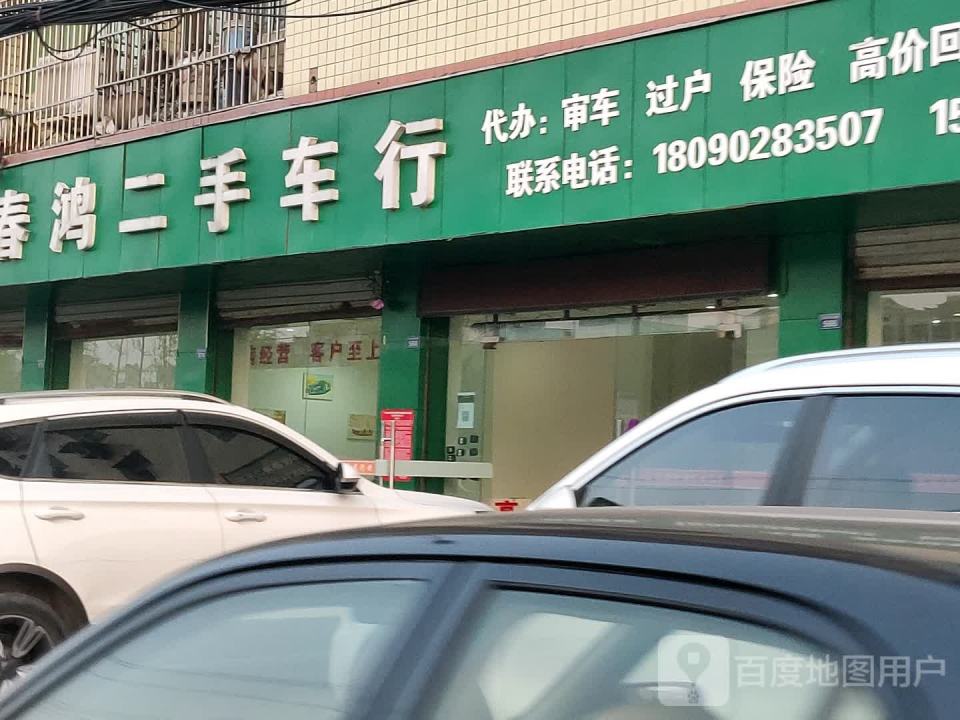 春鸿二手车行
代办：审车 过户 保险 高价回
联系电话：18090283507 15
经营 客户至上
百度地图用户